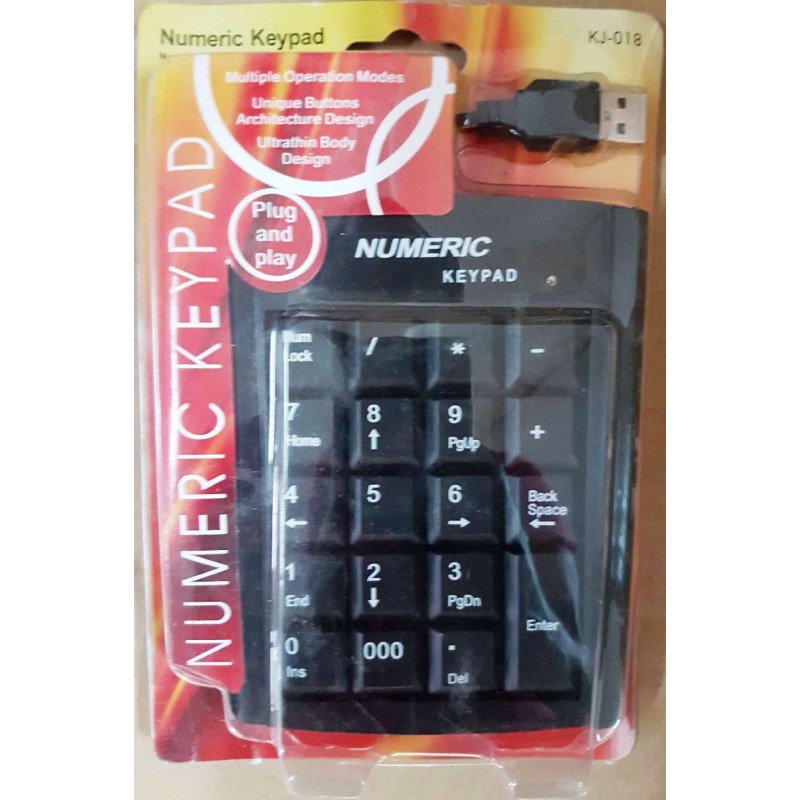 Numeric Keypad
KJ-018
Multiple Operation Modes
Unique Buttons
Architecture Design
Ultrathin Body
Design
Plug
and
play
NUMERIC KEYPAD
NUMERIC
KEYPAD
Num
Lock
/
*
-
7
Home
8
↑
9
PgUp
+
4
←
5
6
→
Back
Space
←
1
End
2
↓
3
PgDn
Enter
0
Ins
000
.
Del